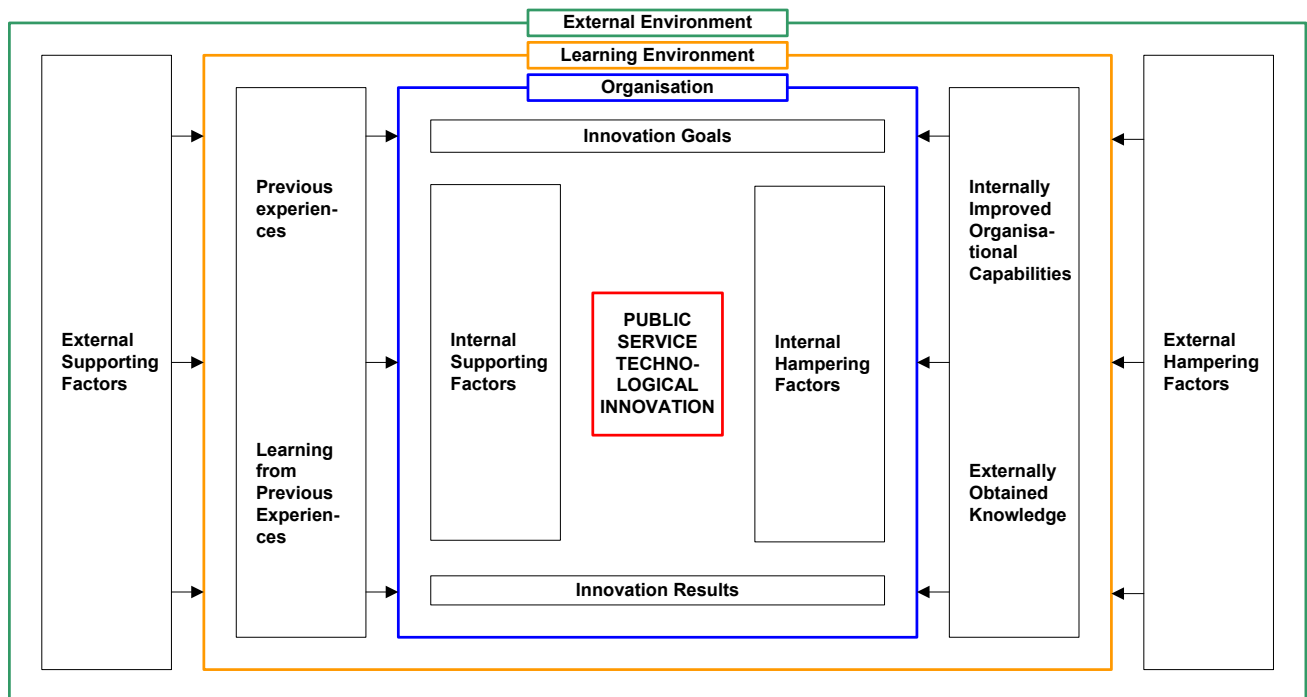 External Environment
Learning Environment
Organisation
Innovation Goals
Previous
experien-
ces
Internally
Improved
Organisa-
tional
Capabilities
External
Supporting
Factors
Internal
Supporting
Factors
PUBLIC
SERVICE
TECHNO-
LOGICAL
INNOVATION
Internal
Hampering
Factors
External
Hampering
Factors
Learning
from
Previous
Experien-
ces
Externally
Obtained
Knowledge
Innovation Results